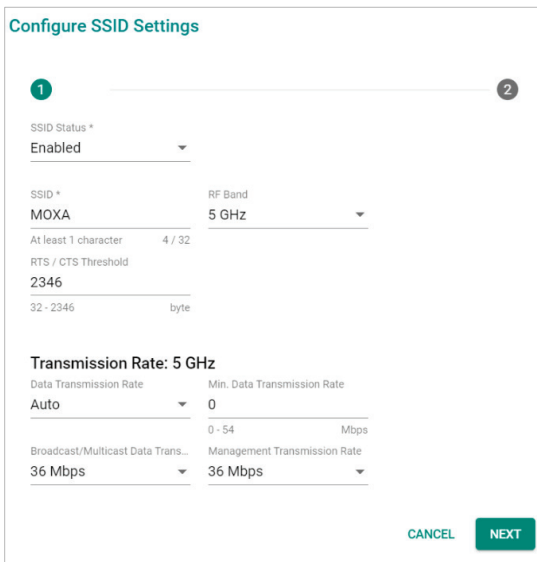 Configure SSID Settings
1 2
SSID Status *
Enabled
SSID * RF Band
MOXA 5 GHz
At least 1 character 4 / 32
RTS / CTS Threshold
2346
32 - 2346 byte
Transmission Rate: 5 GHz
Data Transmission Rate Min. Data Transmission Rate
Auto 0
0 - 54 Mbps
Broadcast/Multicast Data Trans... Management Transmission Rate
36 Mbps 36 Mbps
CANCEL NEXT